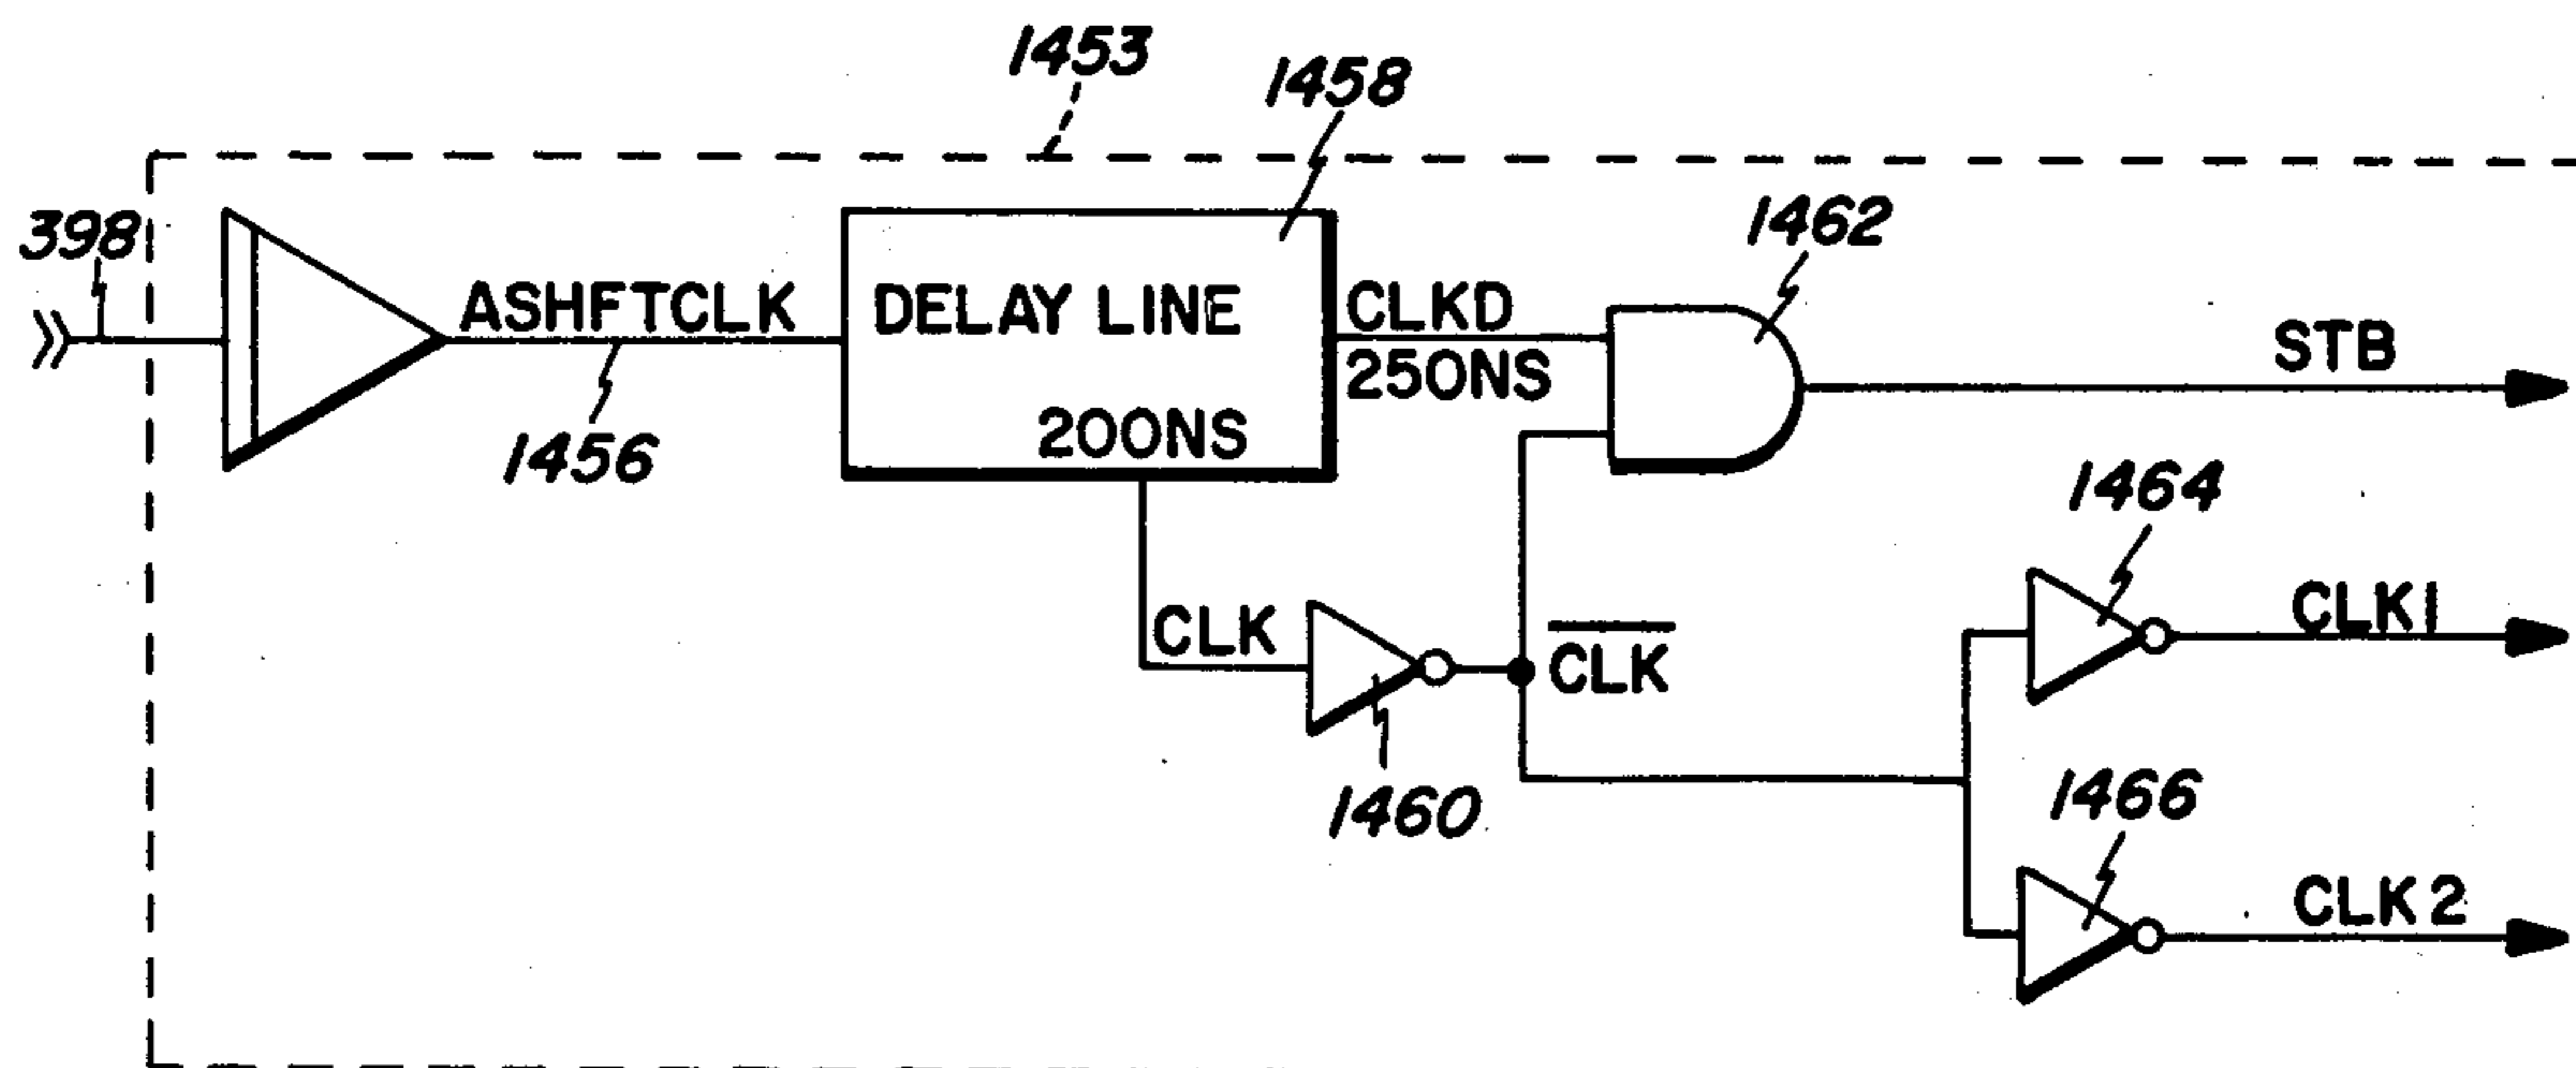 1453
1458
398
1462
ASHFTCLK
DELAY LINE
CLKD
250NS
200NS
STB
1456
1464
CLK
CLK
CLK1
1460
1466
CLK2